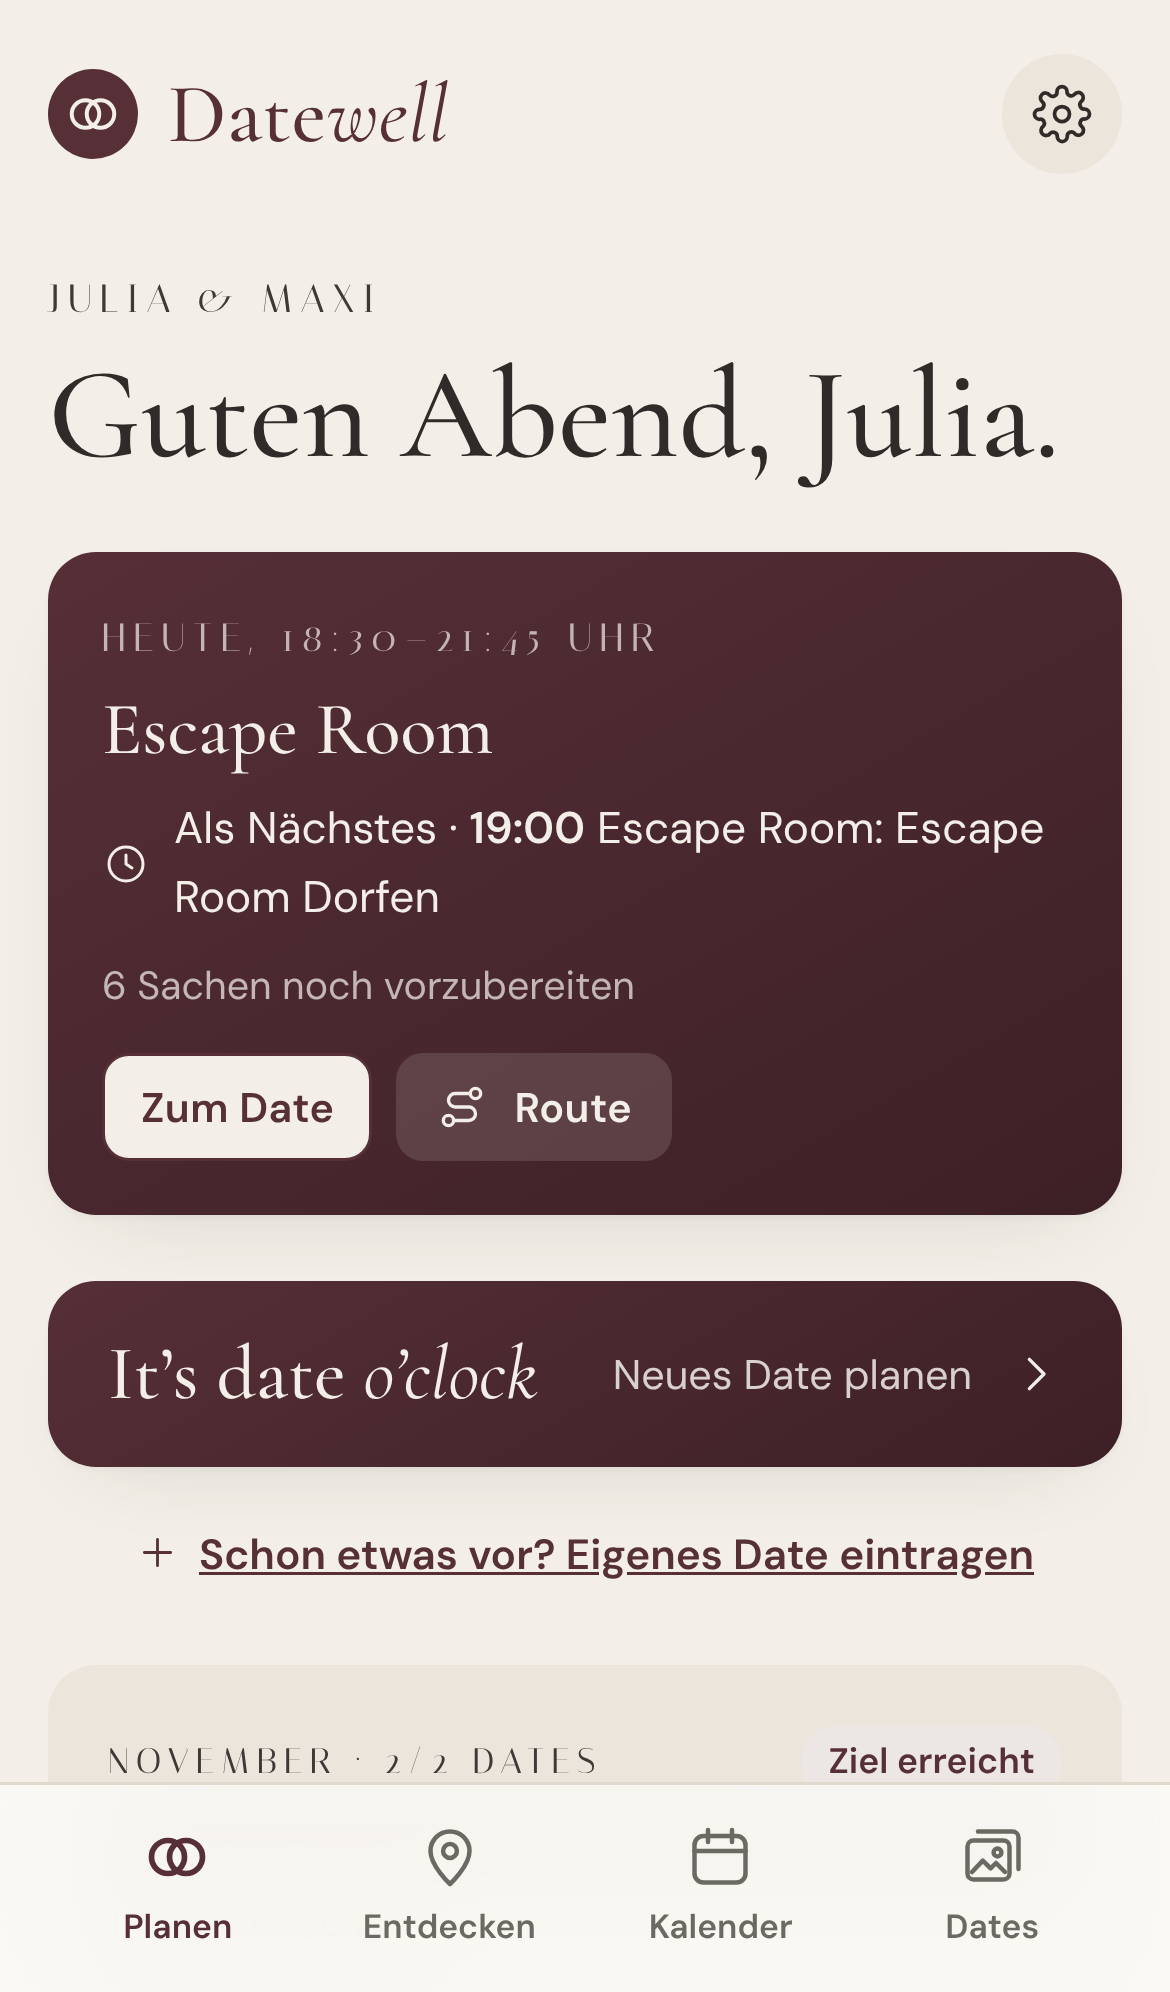 Datewell
JULIA & MAXI
Guten Abend, Julia.
HEUTE, 18:30–21:45 UHR
Escape Room
Als Nächstes · 19:00 Escape Room: Escape
Room Dorfen
6 Sachen noch vorzubereiten
Zum Date
Route
It’s date o’clock
Neues Date planen
Schon etwas vor? Eigenes Date eintragen
NOVEMBER · 2/2 DATES
Ziel erreicht
Planen
Entdecken
Kalender
Dates